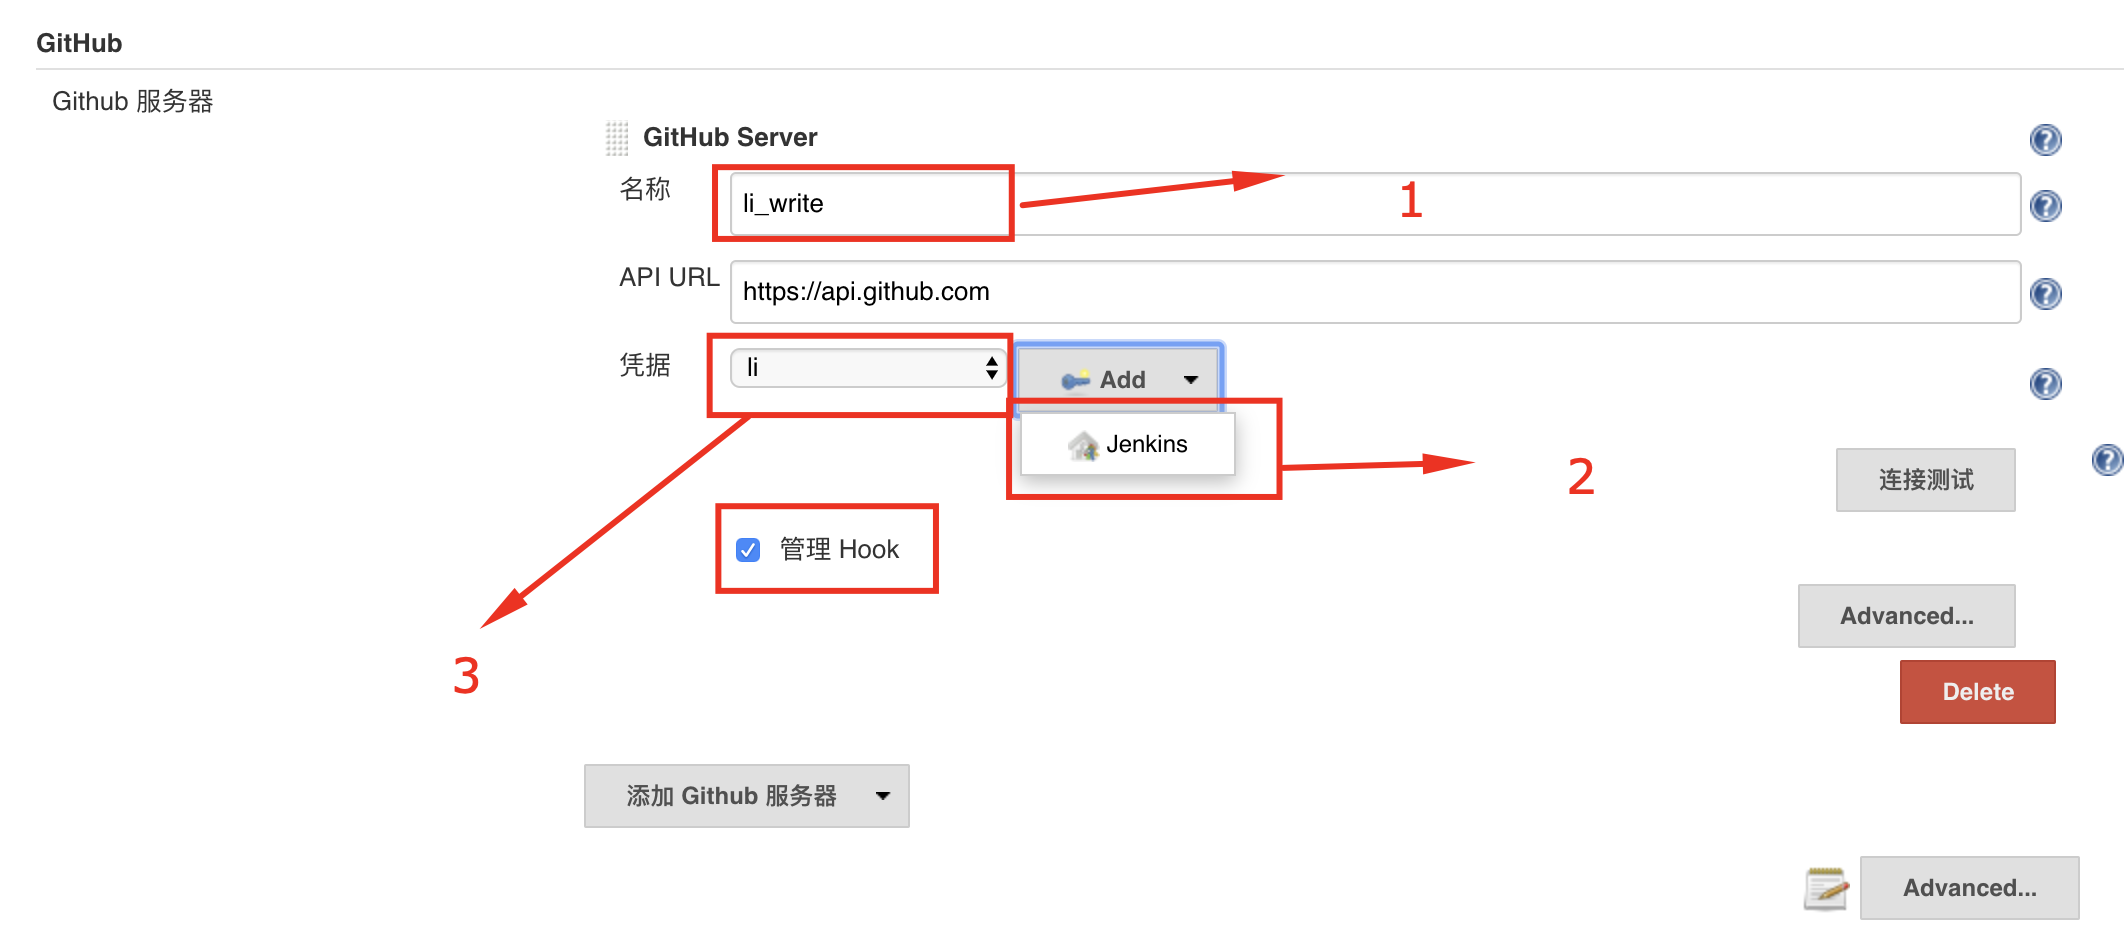 GitHub
Github 服务器
GitHub Server
名称
li_write
1
API URL
https://api.github.com
凭据
li
Add
Jenkins
2
连接测试
管理 Hook
Advanced...
3
Delete
添加 Github 服务器
Advanced...